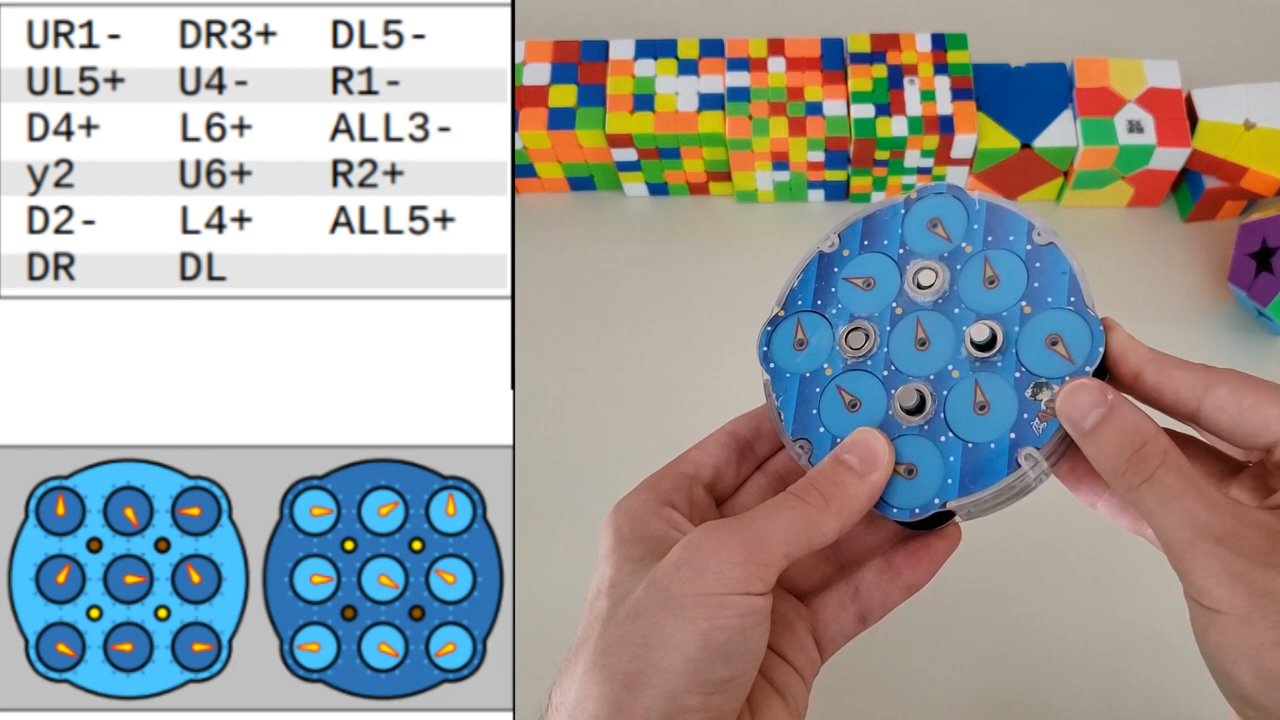 UR1- DR3+ DL5-
UL5+ U4- R1-
D4+ L6+ ALL3-
y2 U6+ R2+
D2- L4+ ALL5+
DR DL